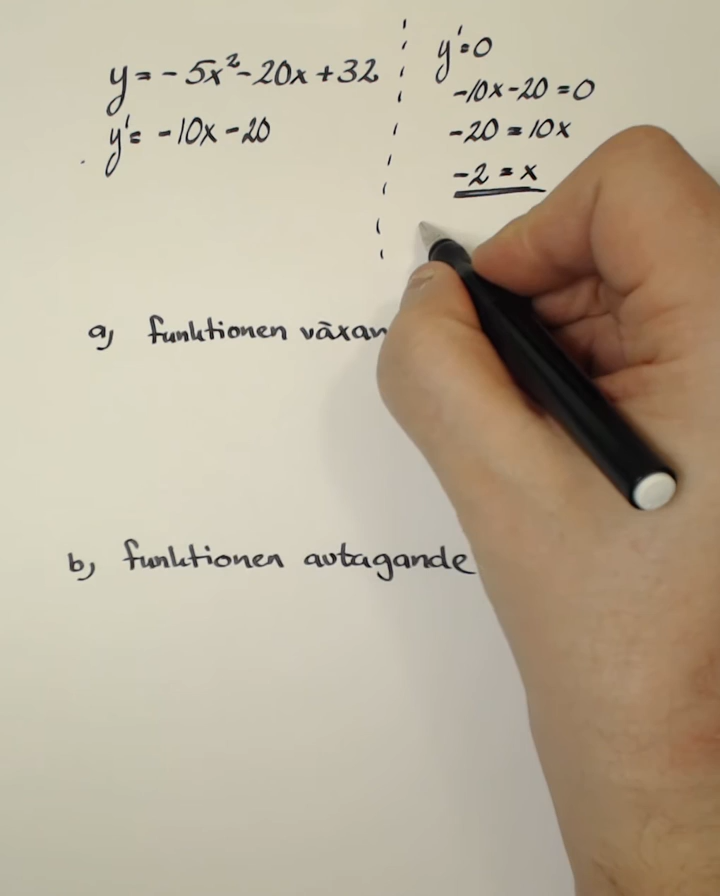 y = -5x²-20x+32
y' = -10x-20
y'=0
-10x-20=0
-20=10x
-2=x
a) funktionen växan
b) funktionen avtagande